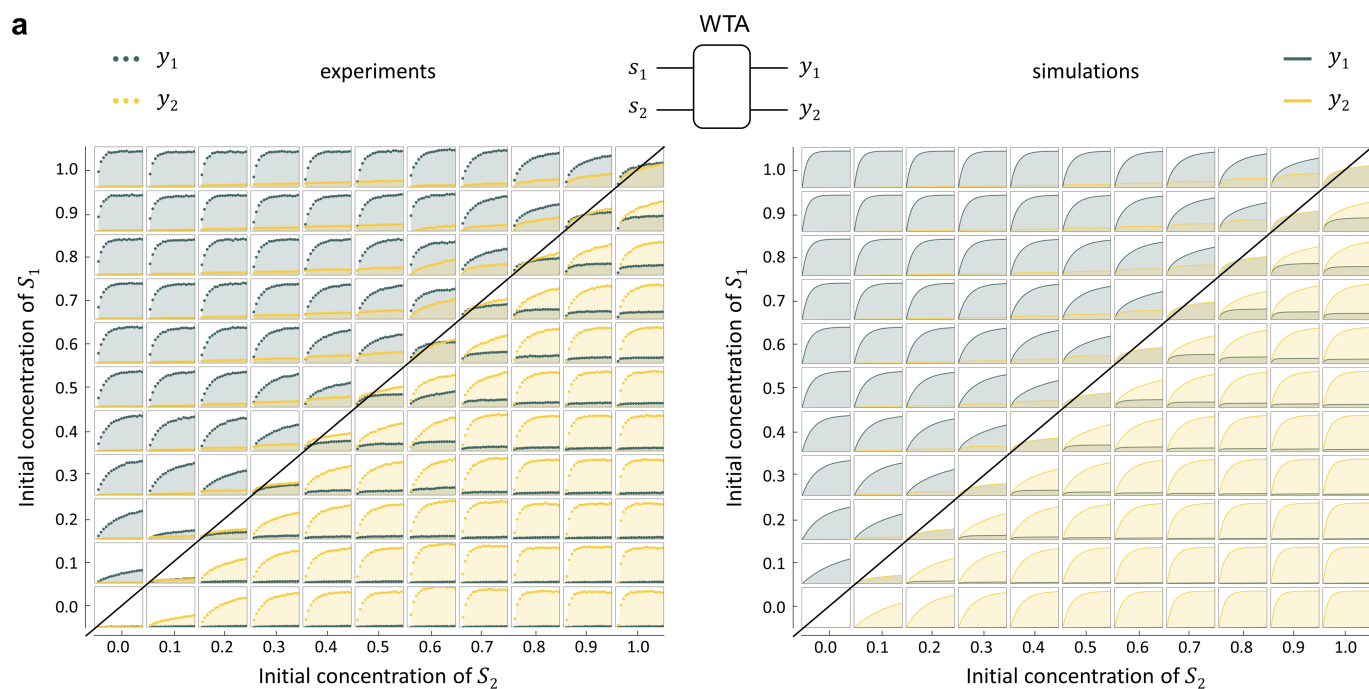 a
WTA
y₁
y₂
experiments
s₁
s₂
y₁
y₂
simulations
y₁
y₂
Initial concentration of S₁
1.0
0.9
0.8
0.7
0.6
0.5
0.4
0.3
0.2
0.1
0.0
0.0 0.1 0.2 0.3 0.4 0.5 0.6 0.7 0.8 0.9 1.0
Initial concentration of S₂
Initial concentration of S₁
1.0
0.9
0.8
0.7
0.6
0.5
0.4
0.3
0.2
0.1
0.0
0.0 0.1 0.2 0.3 0.4 0.5 0.6 0.7 0.8 0.9 1.0
Initial concentration of S₂